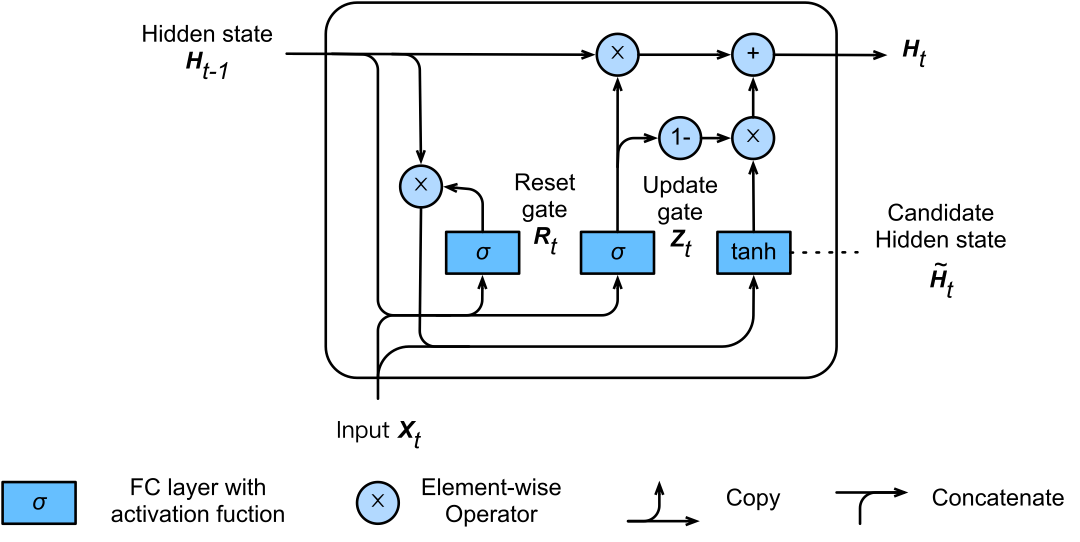 Hidden state
H_{t-1}
×
+
H_t
1-
×
×
Reset
gate
R_t
Update
gate
Z_t
σ
σ
tanh
Candidate
Hidden state
H̃_t
Input X_t
σ
FC layer with
activation fuction
×
Element-wise
Operator
Copy
Concatenate